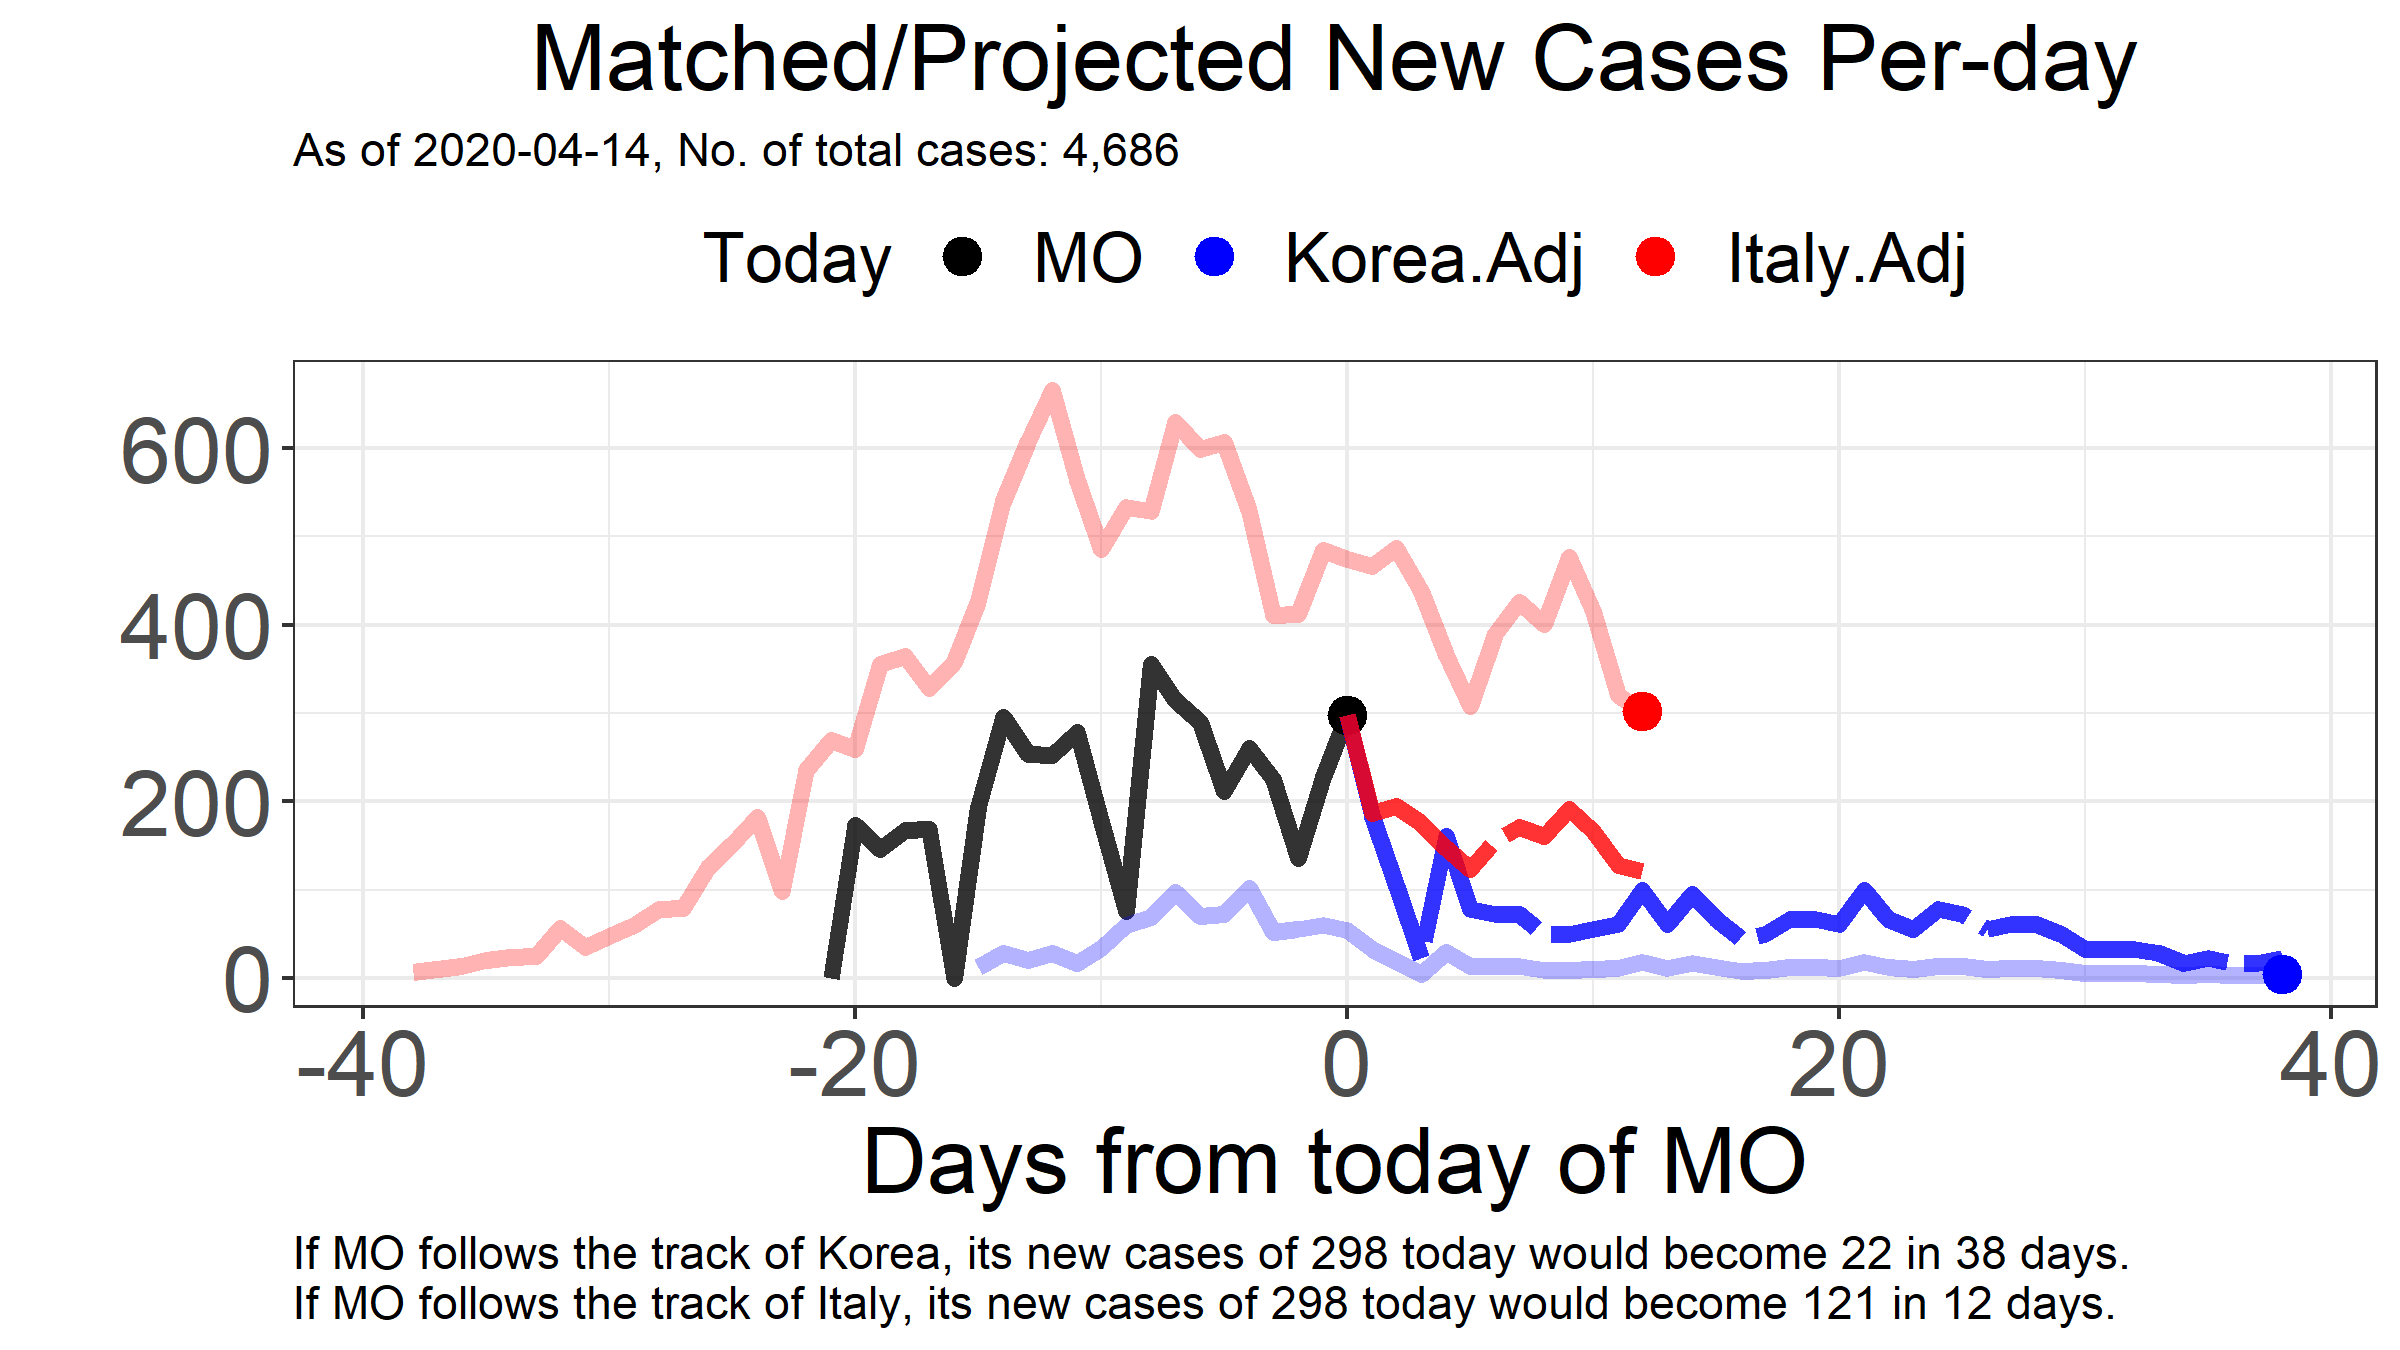 Matched/Projected New Cases Per-day
As of 2020-04-14, No. of total cases: 4,686
Today MO Korea.Adj Italy.Adj
600
400
200
0
-40 -20 0 20 40
Days from today of MO
If MO follows the track of Korea, its new cases of 298 today would become 22 in 38 days.
If MO follows the track of Italy, its new cases of 298 today would become 121 in 12 days.